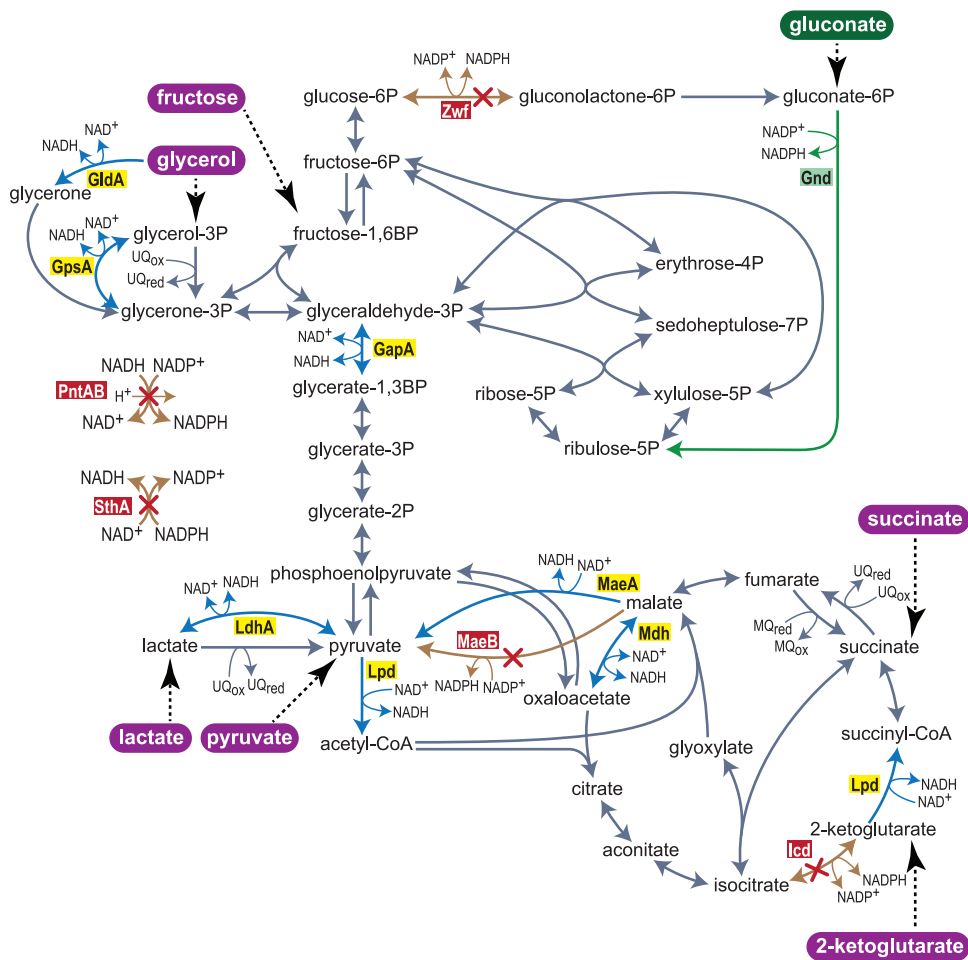 gluconate
NADP+ NADPH
fructose
glucose-6P
Zwf
gluconolactone-6P
gluconate-6P
NADP+
NADPH
Gnd
NAD+
NADH
glycerol
GldA
glycerone
fructose-6P
NAD+
NADH
glycerol-3P
fructose-1,6BP
GpsA
UQox
UQred
erythrose-4P
glycerone-3P
glyceraldehyde-3P
sedoheptulose-7P
NAD+
NADH
GapA
NADH NADP+
PntAB
H+
NAD+ NADPH
glycerate-1,3BP
ribose-5P
xylulose-5P
ribulose-5P
glycerate-3P
NADH NADP+
SthA
NAD+ NADPH
glycerate-2P
succinate
phosphoenolpyruvate
NADH NAD+
MaeA
fumarate
UQred
UQox
NAD+ NADH
LdhA
malate
Mdh
MQred
MQox
lactate
pyruvate
MaeB
succinate
UQox UQred
Lpd
NADPH NADP+
NAD+
NADH
NAD+
NADH
oxaloacetate
lactate
pyruvate
acetyl-CoA
glyoxylate
succinyl-CoA
citrate
Lpd
NADH
NAD+
2-ketoglutarate
aconitate
Icd
isocitrate
NADPH
NADP+
2-ketoglutarate